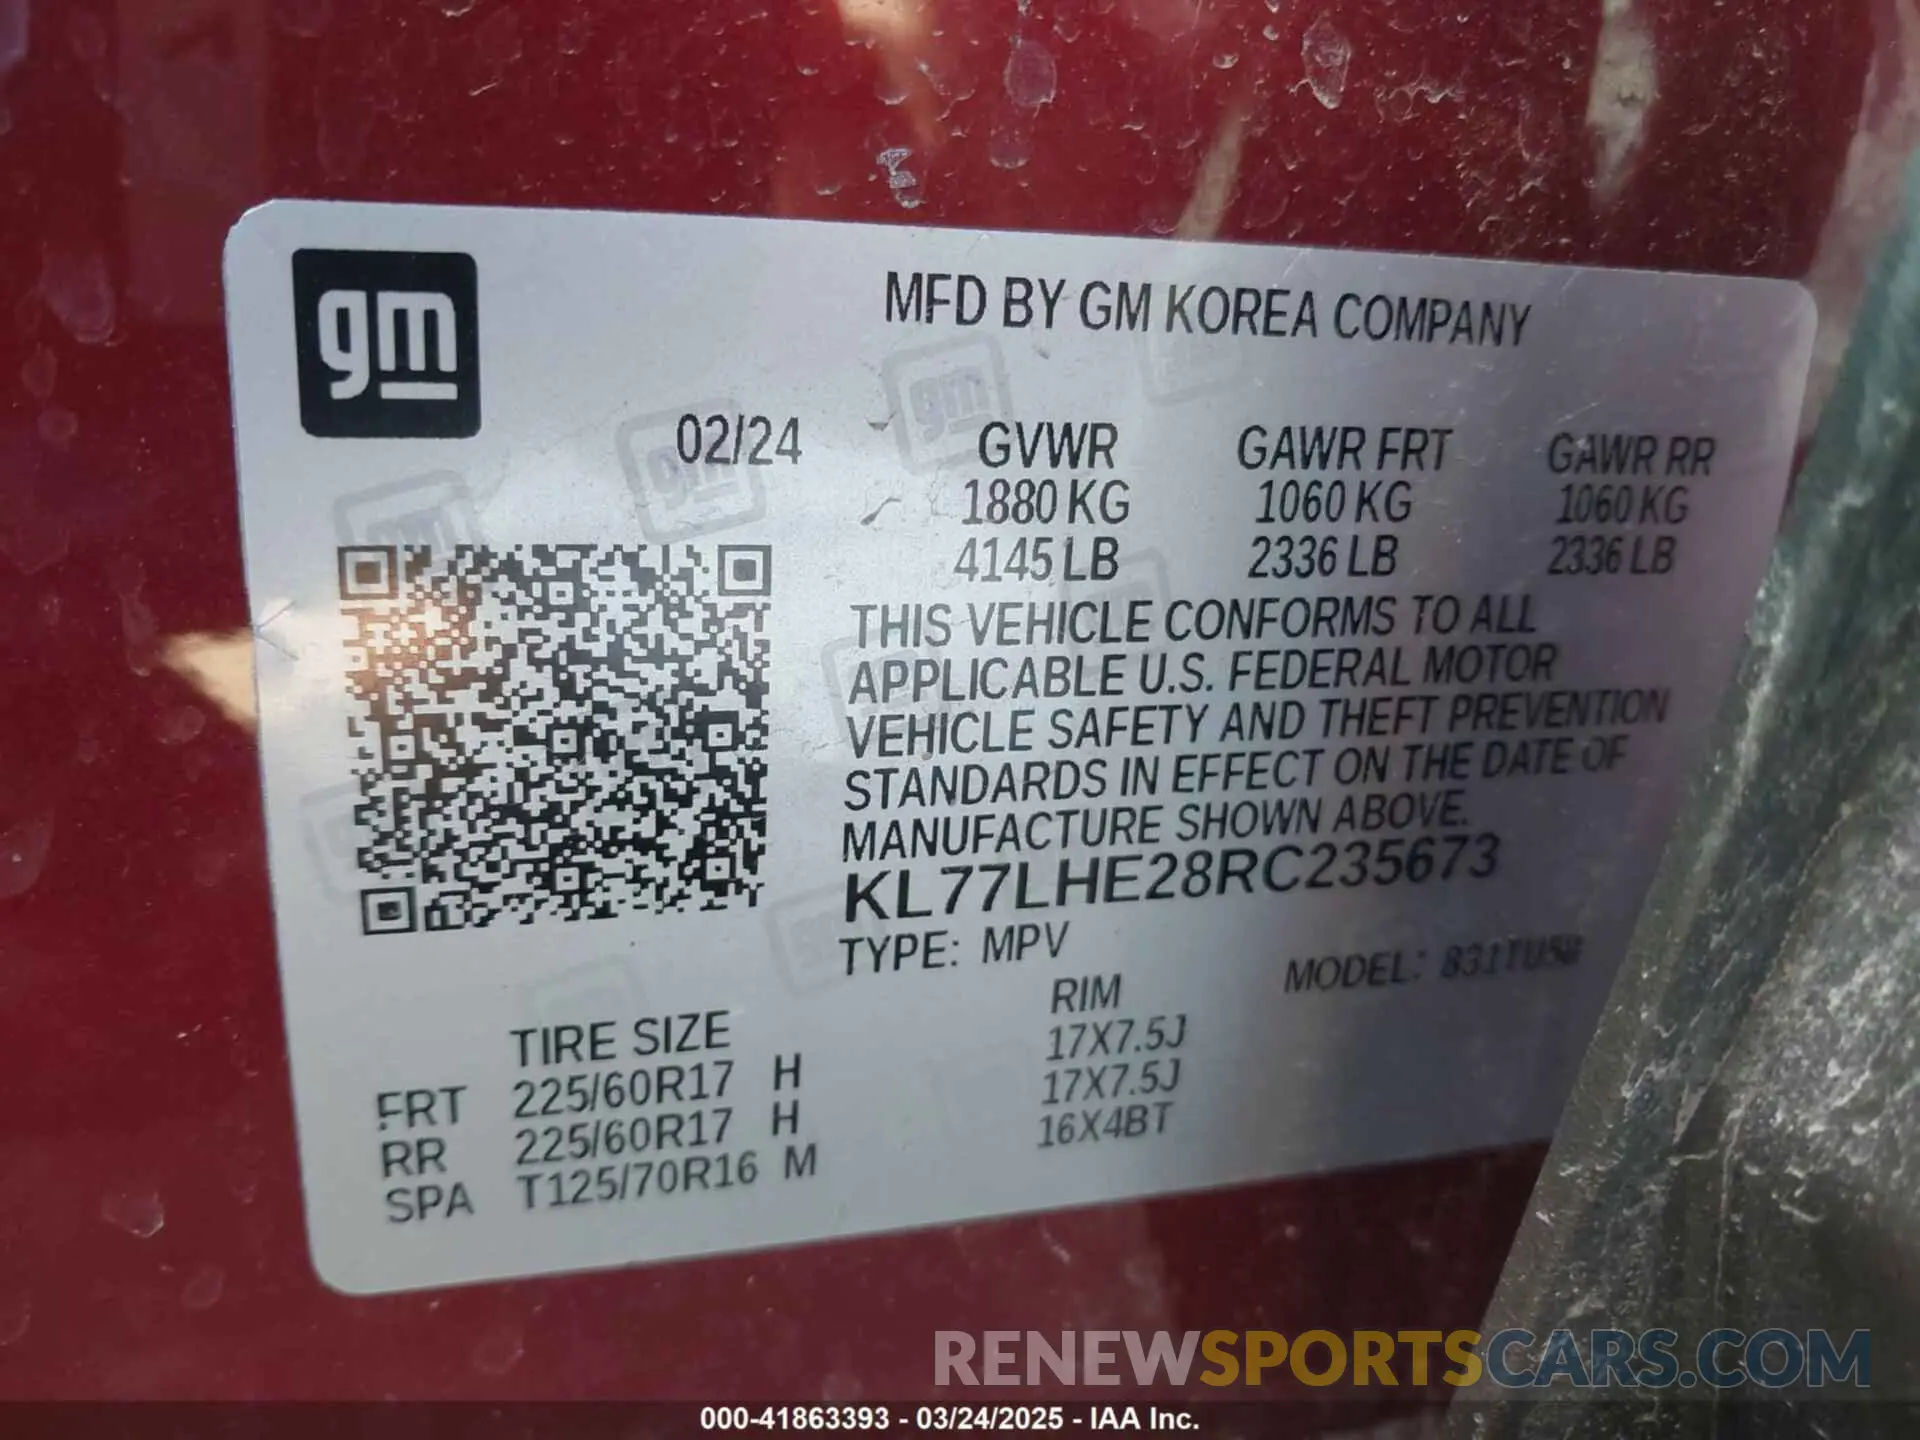 gm
MFD BY GM KOREA COMPANY
02/24
GVWR GAWR FRT GAWR RR
1880 KG 1060 KG 1060 KG
4145 LB 2336 LB 2336 LB
THIS VEHICLE CONFORMS TO ALL
APPLICABLE U.S. FEDERAL MOTOR
VEHICLE SAFETY AND THEFT PREVENTION
STANDARDS IN EFFECT ON THE DATE OF
MANUFACTURE SHOWN ABOVE.
KL77LHE28RC235673
TYPE: MPV MODEL:
TIRE SIZE RIM
FRT 225/60R17 H 17X7.5J
RR 225/60R17 H 17X7.5J
SPA T125/70R16 M 16X4BT
RENEWSPORTSCARS.COM
000-41863393 - 03/24/2025 - IAA Inc.